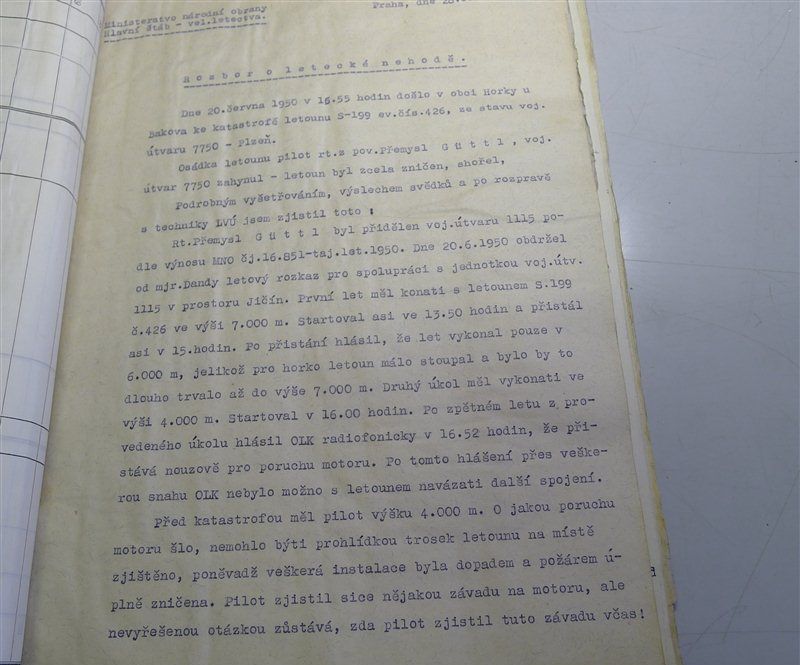 Ministerstvo národní obrany
Hlavní štáb - vel.letectva.
Praha, dne 28.
Rozbor o letecké nehodě.
Dne 20.června 1950 v 16.55 hodin došlo v obci Horky u
Bakova ke katastrofě letounu S-199 ev.čís.426, ze stavu voj.
útvaru 7750 - Plzeň.
Osádka letounu pilot rt.z pov.Přemysl Güttl, voj.
útvar 7750 zahynul - letoun byl zcela zničen, shořel,
Podrobným vyšetřováním, výslechem svědků a po rozpravě
s techniky LVÚ jsem zjistil toto :
Rt.Přemysl Güttl byl přidělen voj.útvaru 1115 po-
dle výnosu MNO čj.16.851-taj.let.1950. Dne 20.6.1950 obdržel
od mjr.Dandy letový rozkaz pro spolupráci s jednotkou voj.útv.
1115 v prostoru Jičín. První let měl konati s letounem S.199
č.426 ve výši 7.000 m. Startoval asi ve 13.50 hodin a přistál
asi v 15.hodin. Po přistání hlásil, že let vykonal pouze v
6.000 m, jelikož pro horko letoun málo stoupal a bylo by to
dlouho trvalo až do výše 7.000 m. Druhý úkol měl vykonati ve
výši 4.000 m. Startoval v 16.00 hodin. Po zpětném letu z pro-
vedeného úkolu hlásil OLK radiofonicky v 16.52 hodin, že při-
stává nouzově pro poruchu motoru. Po tomto hlášení přes veške-
rou snahu OLK nebylo možno s letounem navázati další spojení.
Před katastrofou měl pilot výšku 4.000 m. O jakou poruchu
motoru šlo, nemohlo býti prohlídkou trosek letounu na místě
zjištěno, poněvadž veškerá instalace byla dopadem a požárem ú-
plně zničena. Pilot zjistil sice nějakou závadu na motoru, ale
nevyřešenou otázkou zůstává, zda pilot zjistil tuto závadu včas!